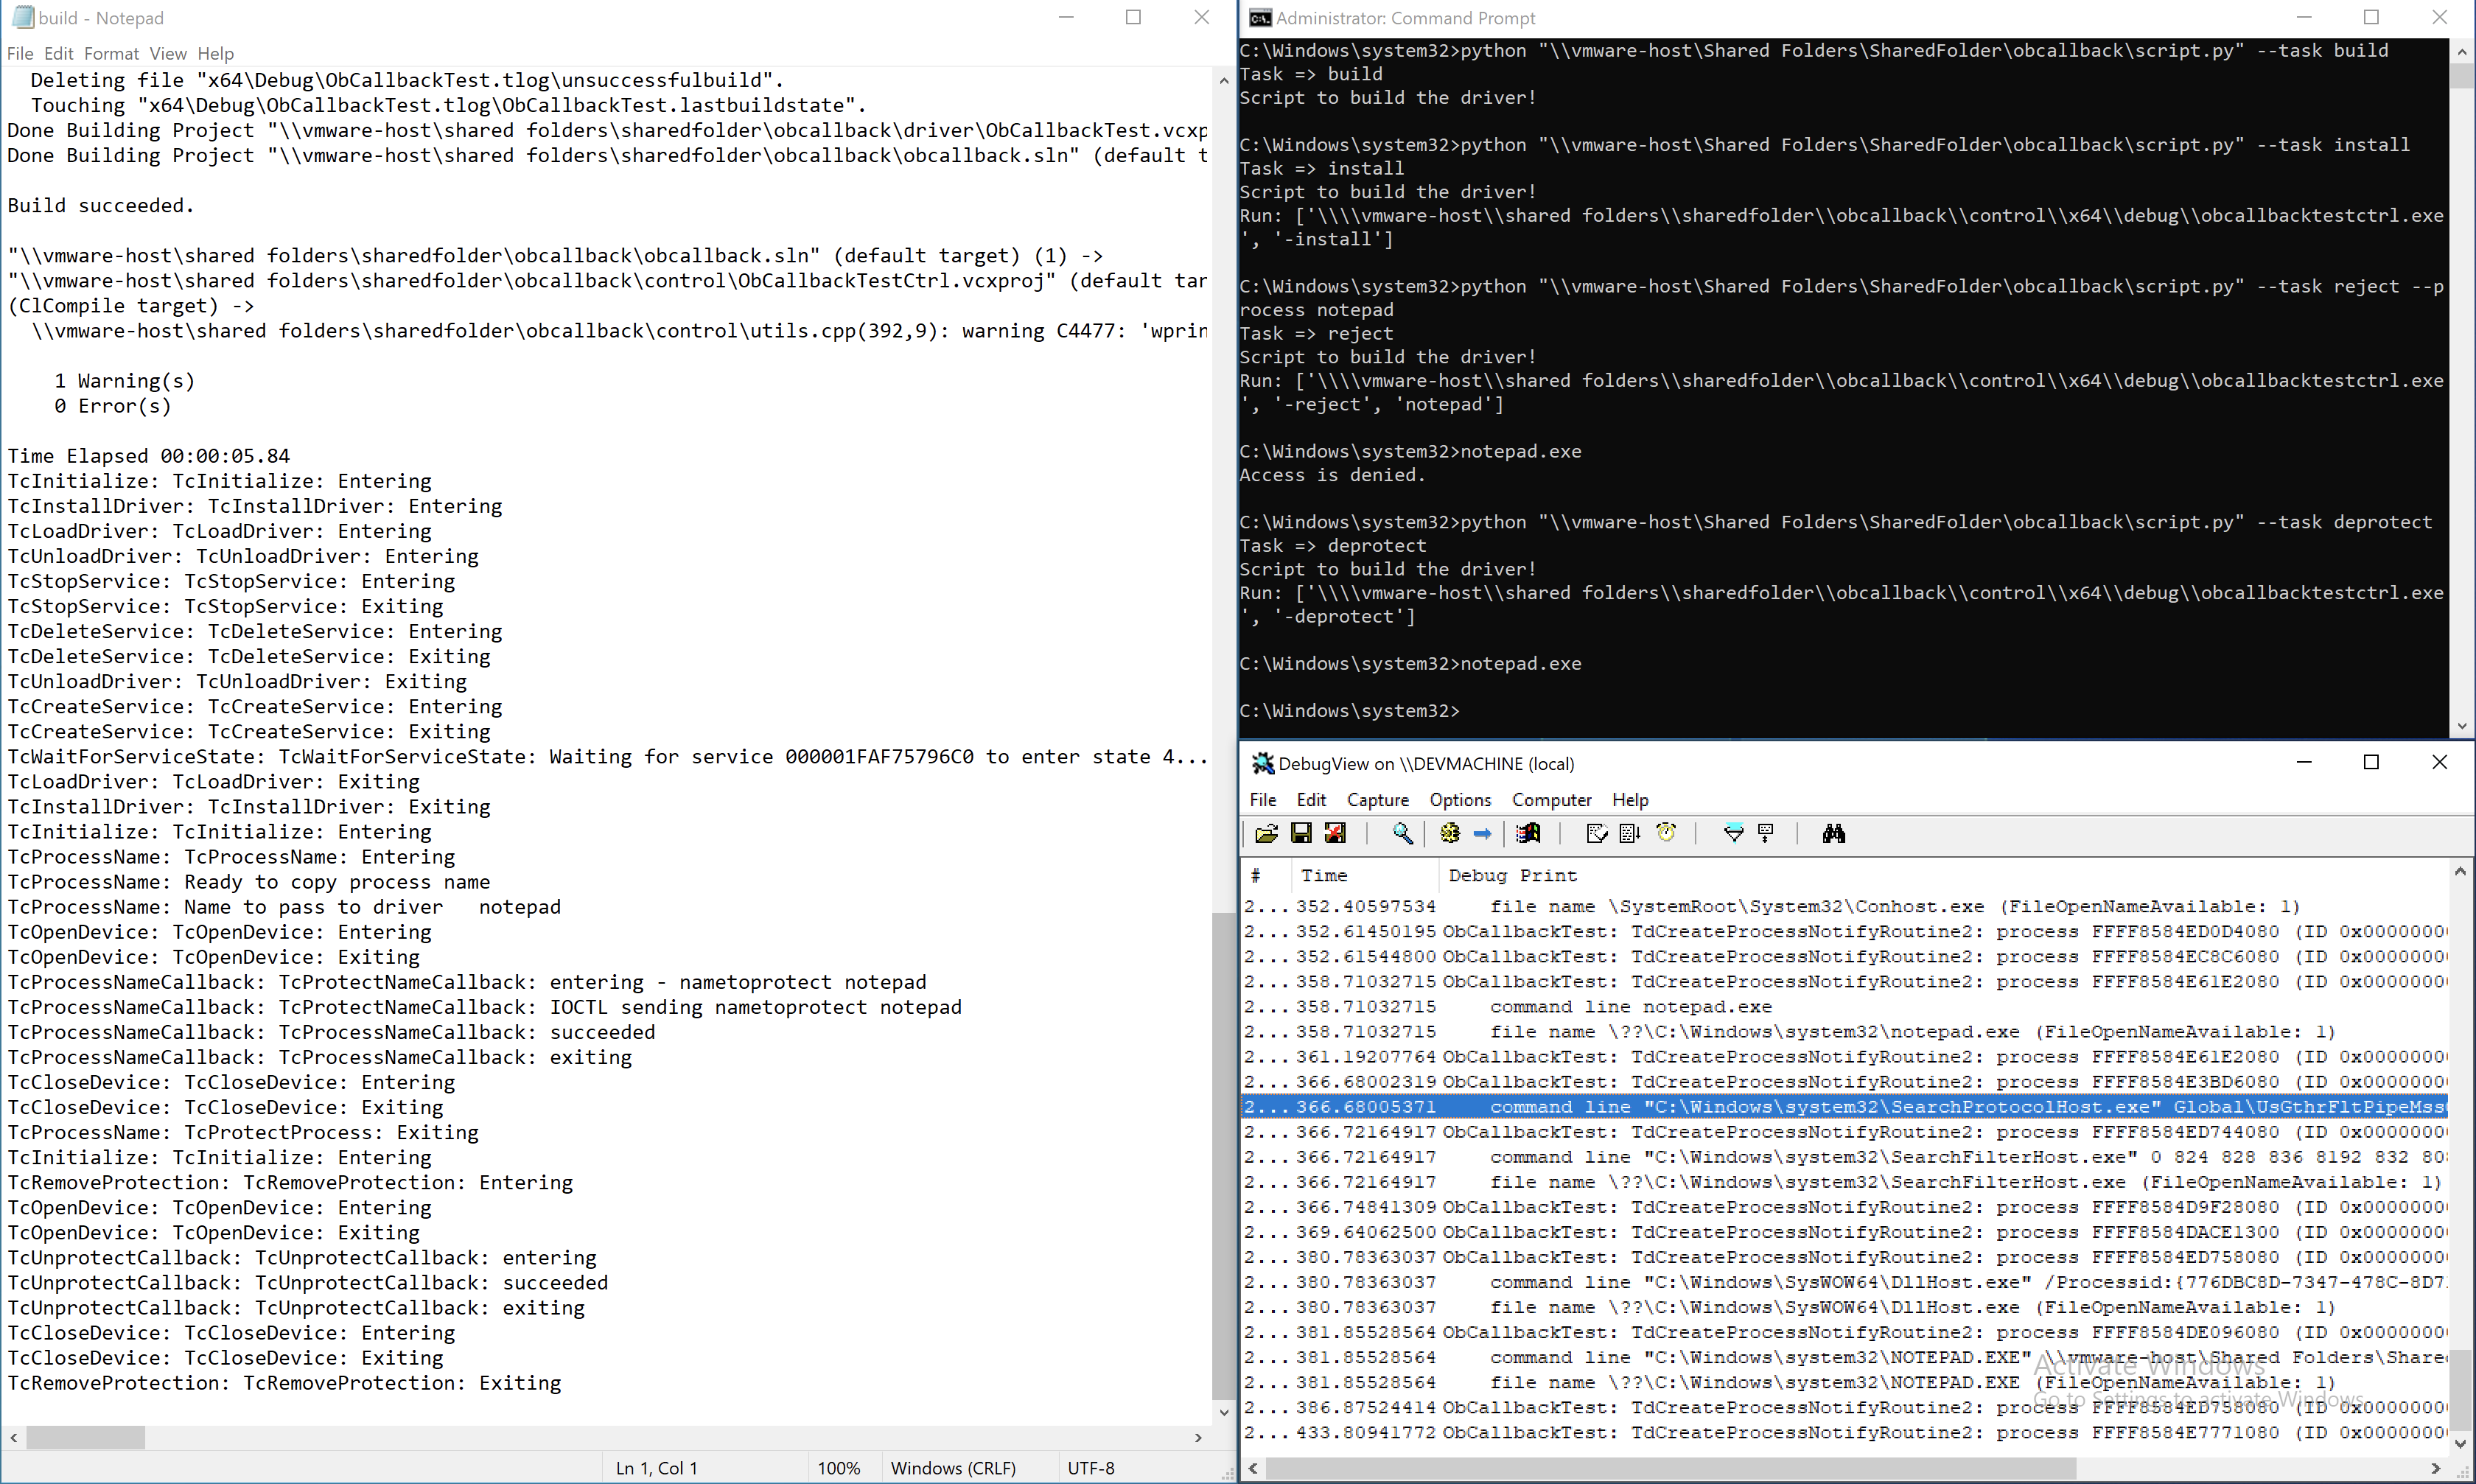 build - Notepad
File Edit Format View Help
Deleting file "x64\Debug\ObCallbackTest.tlog\unsuccessfulbuild".
Touching "x64\Debug\ObCallbackTest.tlog\ObCallbackTest.lastbuildstate".
Done Building Project "\\vmware-host\shared folders\sharedfolder\obcallback\driver\ObCallbackTest.vcxp
Done Building Project "\\vmware-host\shared folders\sharedfolder\obcallback\obcallback.sln" (default t
Build succeeded.
"\\vmware-host\shared folders\sharedfolder\obcallback\obcallback.sln" (default target) (1) ->
"\\vmware-host\shared folders\sharedfolder\obcallback\control\ObCallbackTestCtrl.vcxproj" (default tar
(ClCompile target) ->
\\vmware-host\shared folders\sharedfolder\obcallback\control\utils.cpp(392,9): warning C4477: 'wprin
1 Warning(s)
0 Error(s)
Time Elapsed 00:00:05.84
TcInitialize: TcInitialize: Entering
TcInstallDriver: TcInstallDriver: Entering
TcLoadDriver: TcLoadDriver: Entering
TcUnloadDriver: TcUnloadDriver: Entering
TcStopService: TcStopService: Entering
TcStopService: TcStopService: Exiting
TcDeleteService: TcDeleteService: Entering
TcDeleteService: TcDeleteService: Exiting
TcUnloadDriver: TcUnloadDriver: Exiting
TcCreateService: TcCreateService: Entering
TcCreateService: TcCreateService: Exiting
TcWaitForServiceState: TcWaitForServiceState: Waiting for service 000001FAF75796C0 to enter state 4...
TcLoadDriver: TcLoadDriver: Exiting
TcInstallDriver: TcInstallDriver: Exiting
TcInitialize: TcInitialize: Entering
TcProcessName: TcProcessName: Entering
TcProcessName: Ready to copy process name
TcProcessName: Name to pass to driver   notepad
TcOpenDevice: TcOpenDevice: Entering
TcOpenDevice: TcOpenDevice: Exiting
TcProcessNameCallback: TcProtectNameCallback: entering - nametoprotect notepad
TcProcessNameCallback: TcProtectNameCallback: IOCTL sending nametoprotect notepad
TcProcessNameCallback: TcProcessNameCallback: succeeded
TcProcessNameCallback: TcProcessNameCallback: exiting
TcCloseDevice: TcCloseDevice: Entering
TcCloseDevice: TcCloseDevice: Exiting
TcProcessName: TcProtectProcess: Exiting
TcInitialize: TcInitialize: Entering
TcRemoveProtection: TcRemoveProtection: Entering
TcOpenDevice: TcOpenDevice: Entering
TcOpenDevice: TcOpenDevice: Exiting
TcUnprotectCallback: TcUnprotectCallback: entering
TcUnprotectCallback: TcUnprotectCallback: succeeded
TcUnprotectCallback: TcUnprotectCallback: exiting
TcCloseDevice: TcCloseDevice: Entering
TcCloseDevice: TcCloseDevice: Exiting
TcRemoveProtection: TcRemoveProtection: Exiting
Ln 1, Col 1 100% Windows (CRLF) UTF-8
Administrator: Command Prompt
C:\Windows\system32>python "\\vmware-host\Shared Folders\SharedFolder\obcallback\script.py" --task build
Task => build
Script to build the driver!
C:\Windows\system32>python "\\vmware-host\Shared Folders\SharedFolder\obcallback\script.py" --task install
Task => install
Script to build the driver!
Run: ['\\\\vmware-host\\shared folders\\sharedfolder\\obcallback\\control\\x64\\debug\\obcallbacktestctrl.exe
', '-install']
C:\Windows\system32>python "\\vmware-host\Shared Folders\SharedFolder\obcallback\script.py" --task reject --p
rocess notepad
Task => reject
Script to build the driver!
Run: ['\\\\vmware-host\\shared folders\\sharedfolder\\obcallback\\control\\x64\\debug\\obcallbacktestctrl.exe
', '-reject', 'notepad']
C:\Windows\system32>notepad.exe
Access is denied.
C:\Windows\system32>python "\\vmware-host\Shared Folders\SharedFolder\obcallback\script.py" --task deprotect
Task => deprotect
Script to build the driver!
Run: ['\\\\vmware-host\\shared folders\\sharedfolder\\obcallback\\control\\x64\\debug\\obcallbacktestctrl.exe
', '-deprotect']
C:\Windows\system32>notepad.exe
C:\Windows\system32>
DebugView on \\DEVMACHINE (local)
File Edit Capture Options Computer Help
# Time Debug Print
2... 352.40597534 file name \SystemRoot\System32\Conhost.exe (FileOpenNameAvailable: 1)
2... 352.61450195 ObCallbackTest: TdCreateProcessNotifyRoutine2: process FFFF8584ED0D4080 (ID 0x0000000
2... 352.61544800 ObCallbackTest: TdCreateProcessNotifyRoutine2: process FFFF8584EC8C6080 (ID 0x0000000
2... 358.71032715 ObCallbackTest: TdCreateProcessNotifyRoutine2: process FFFF8584E61E2080 (ID 0x0000000
2... 358.71032715 command line notepad.exe
2... 358.71032715 file name \??\C:\Windows\system32\notepad.exe (FileOpenNameAvailable: 1)
2... 361.19207764 ObCallbackTest: TdCreateProcessNotifyRoutine2: process FFFF8584E61E2080 (ID 0x0000000
2... 366.68002319 ObCallbackTest: TdCreateProcessNotifyRoutine2: process FFFF8584E3BD6080 (ID 0x0000000
2... 366.68005371 command line "C:\Windows\system32\SearchProtocolHost.exe" Global\UsGthrFltPipeMss
2... 366.72164917 ObCallbackTest: TdCreateProcessNotifyRoutine2: process FFFF8584ED744080 (ID 0x0000000
2... 366.72164917 command line "C:\Windows\system32\SearchFilterHost.exe" 0 824 828 836 8192 832 80
2... 366.72164917 file name \??\C:\Windows\system32\SearchFilterHost.exe (FileOpenNameAvailable: 1)
2... 366.74841309 ObCallbackTest: TdCreateProcessNotifyRoutine2: process FFFF8584D9F28080 (ID 0x0000000
2... 369.64062500 ObCallbackTest: TdCreateProcessNotifyRoutine2: process FFFF8584DACE1300 (ID 0x0000000
2... 380.78363037 ObCallbackTest: TdCreateProcessNotifyRoutine2: process FFFF8584ED758080 (ID 0x0000000
2... 380.78363037 command line "C:\Windows\SysWOW64\DllHost.exe" /Processid:{776DBC8D-7347-478C-8D7
2... 380.78363037 file name \??\C:\Windows\SysWOW64\DllHost.exe (FileOpenNameAvailable: 1)
2... 381.85528564 ObCallbackTest: TdCreateProcessNotifyRoutine2: process FFFF8584DE096080 (ID 0x0000000
2... 381.85528564 command line "C:\Windows\system32\NOTEPAD.EXE" \\vmware-host\Shared Folders\Share
2... 381.85528564 file name \??\C:\Windows\system32\NOTEPAD.EXE (FileOpenNameAvailable: 1)
2... 386.87524414 ObCallbackTest: TdCreateProcessNotifyRoutine2: process FFFF8584ED758080 (ID 0x0000000
2... 433.80941772 ObCallbackTest: TdCreateProcessNotifyRoutine2: process FFFF8584E7771080 (ID 0x0000000
Activate Windows
Go to Settings to activate Windows.